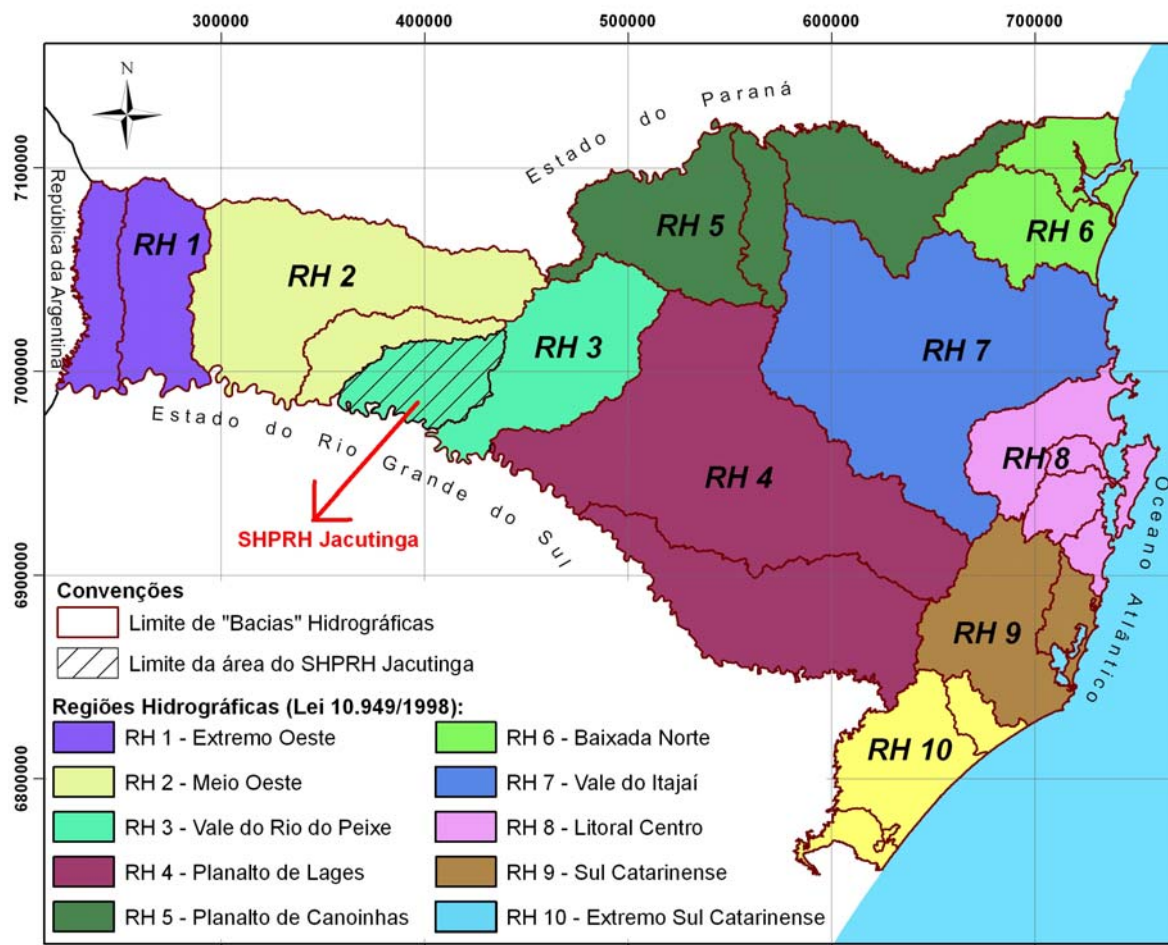 300000 400000 500000 600000 700000
N
Estado do Paraná
7100000
República da Argentina
RH 1
RH 2
RH 5
RH 6
RH 3
RH 7
7000000
Estado do Rio Grande do Sul
RH 8
RH 4
Oceano Atlântico
SHPRH Jacutinga
6900000
Convenções
Limite de "Bacias" Hidrográficas
Limite da área do SHPRH Jacutinga
RH 9
Regiões Hidrográficas (Lei 10.949/1998):
RH 1 - Extremo Oeste
RH 2 - Meio Oeste
RH 3 - Vale do Rio do Peixe
RH 4 - Planalto de Lages
RH 5 - Planalto de Canoinhas
RH 6 - Baixada Norte
RH 7 - Vale do Itajaí
RH 8 - Litoral Centro
RH 9 - Sul Catarinense
RH 10 - Extremo Sul Catarinense
RH 10
6800000